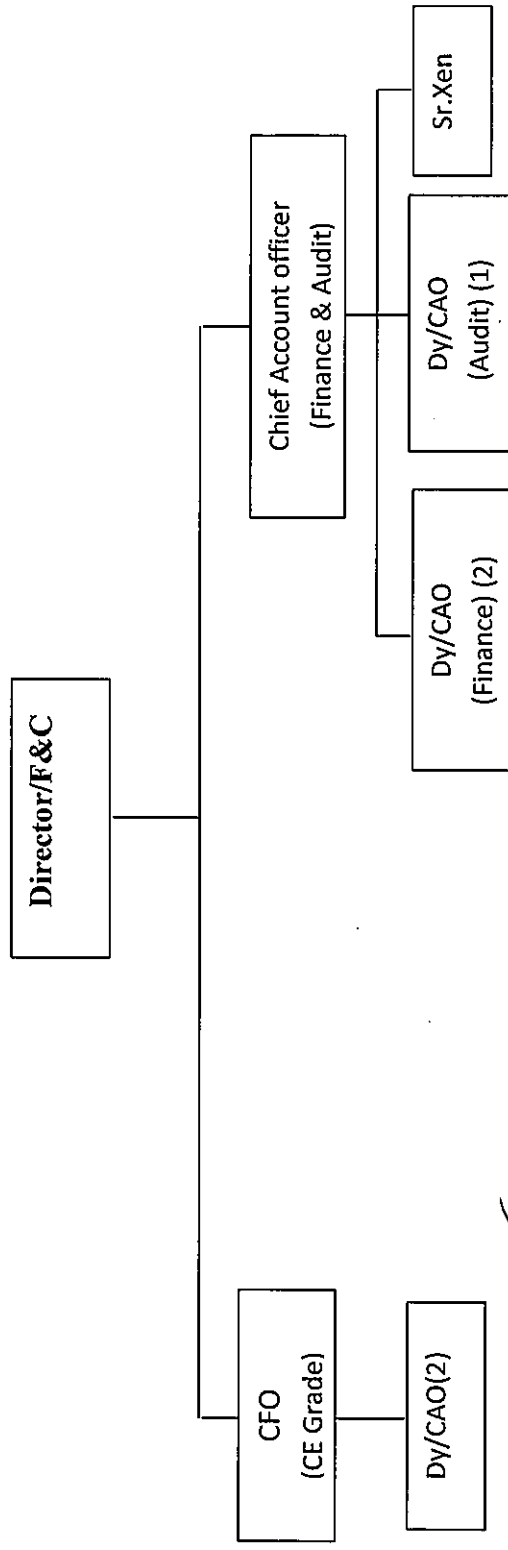 Director/F&C
CFO
(CE Grade)
Chief Account officer
(Finance & Audit)
Dy/CAO(2)
Dy/CAO
(Finance) (2)
Dy/CAO
(Audit) (1)
Sr.Xen